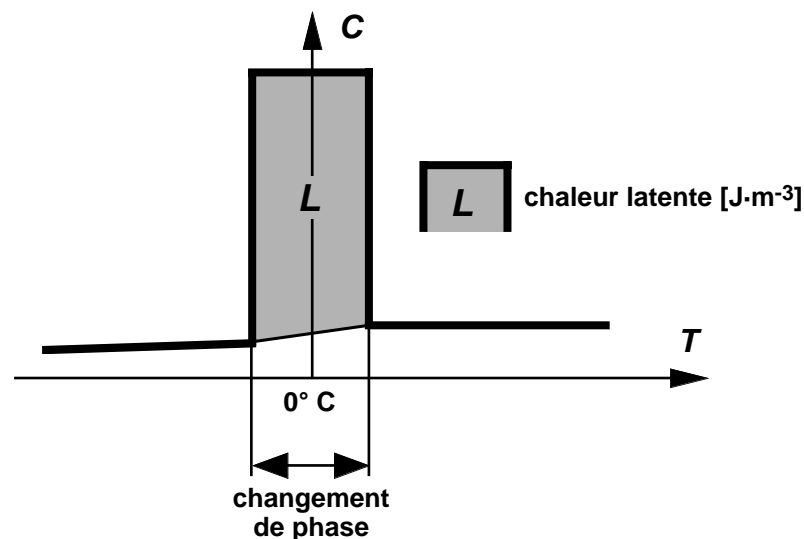 C
L
L
chaleur latente [J·m-3]
T
0° C
changement
de phase